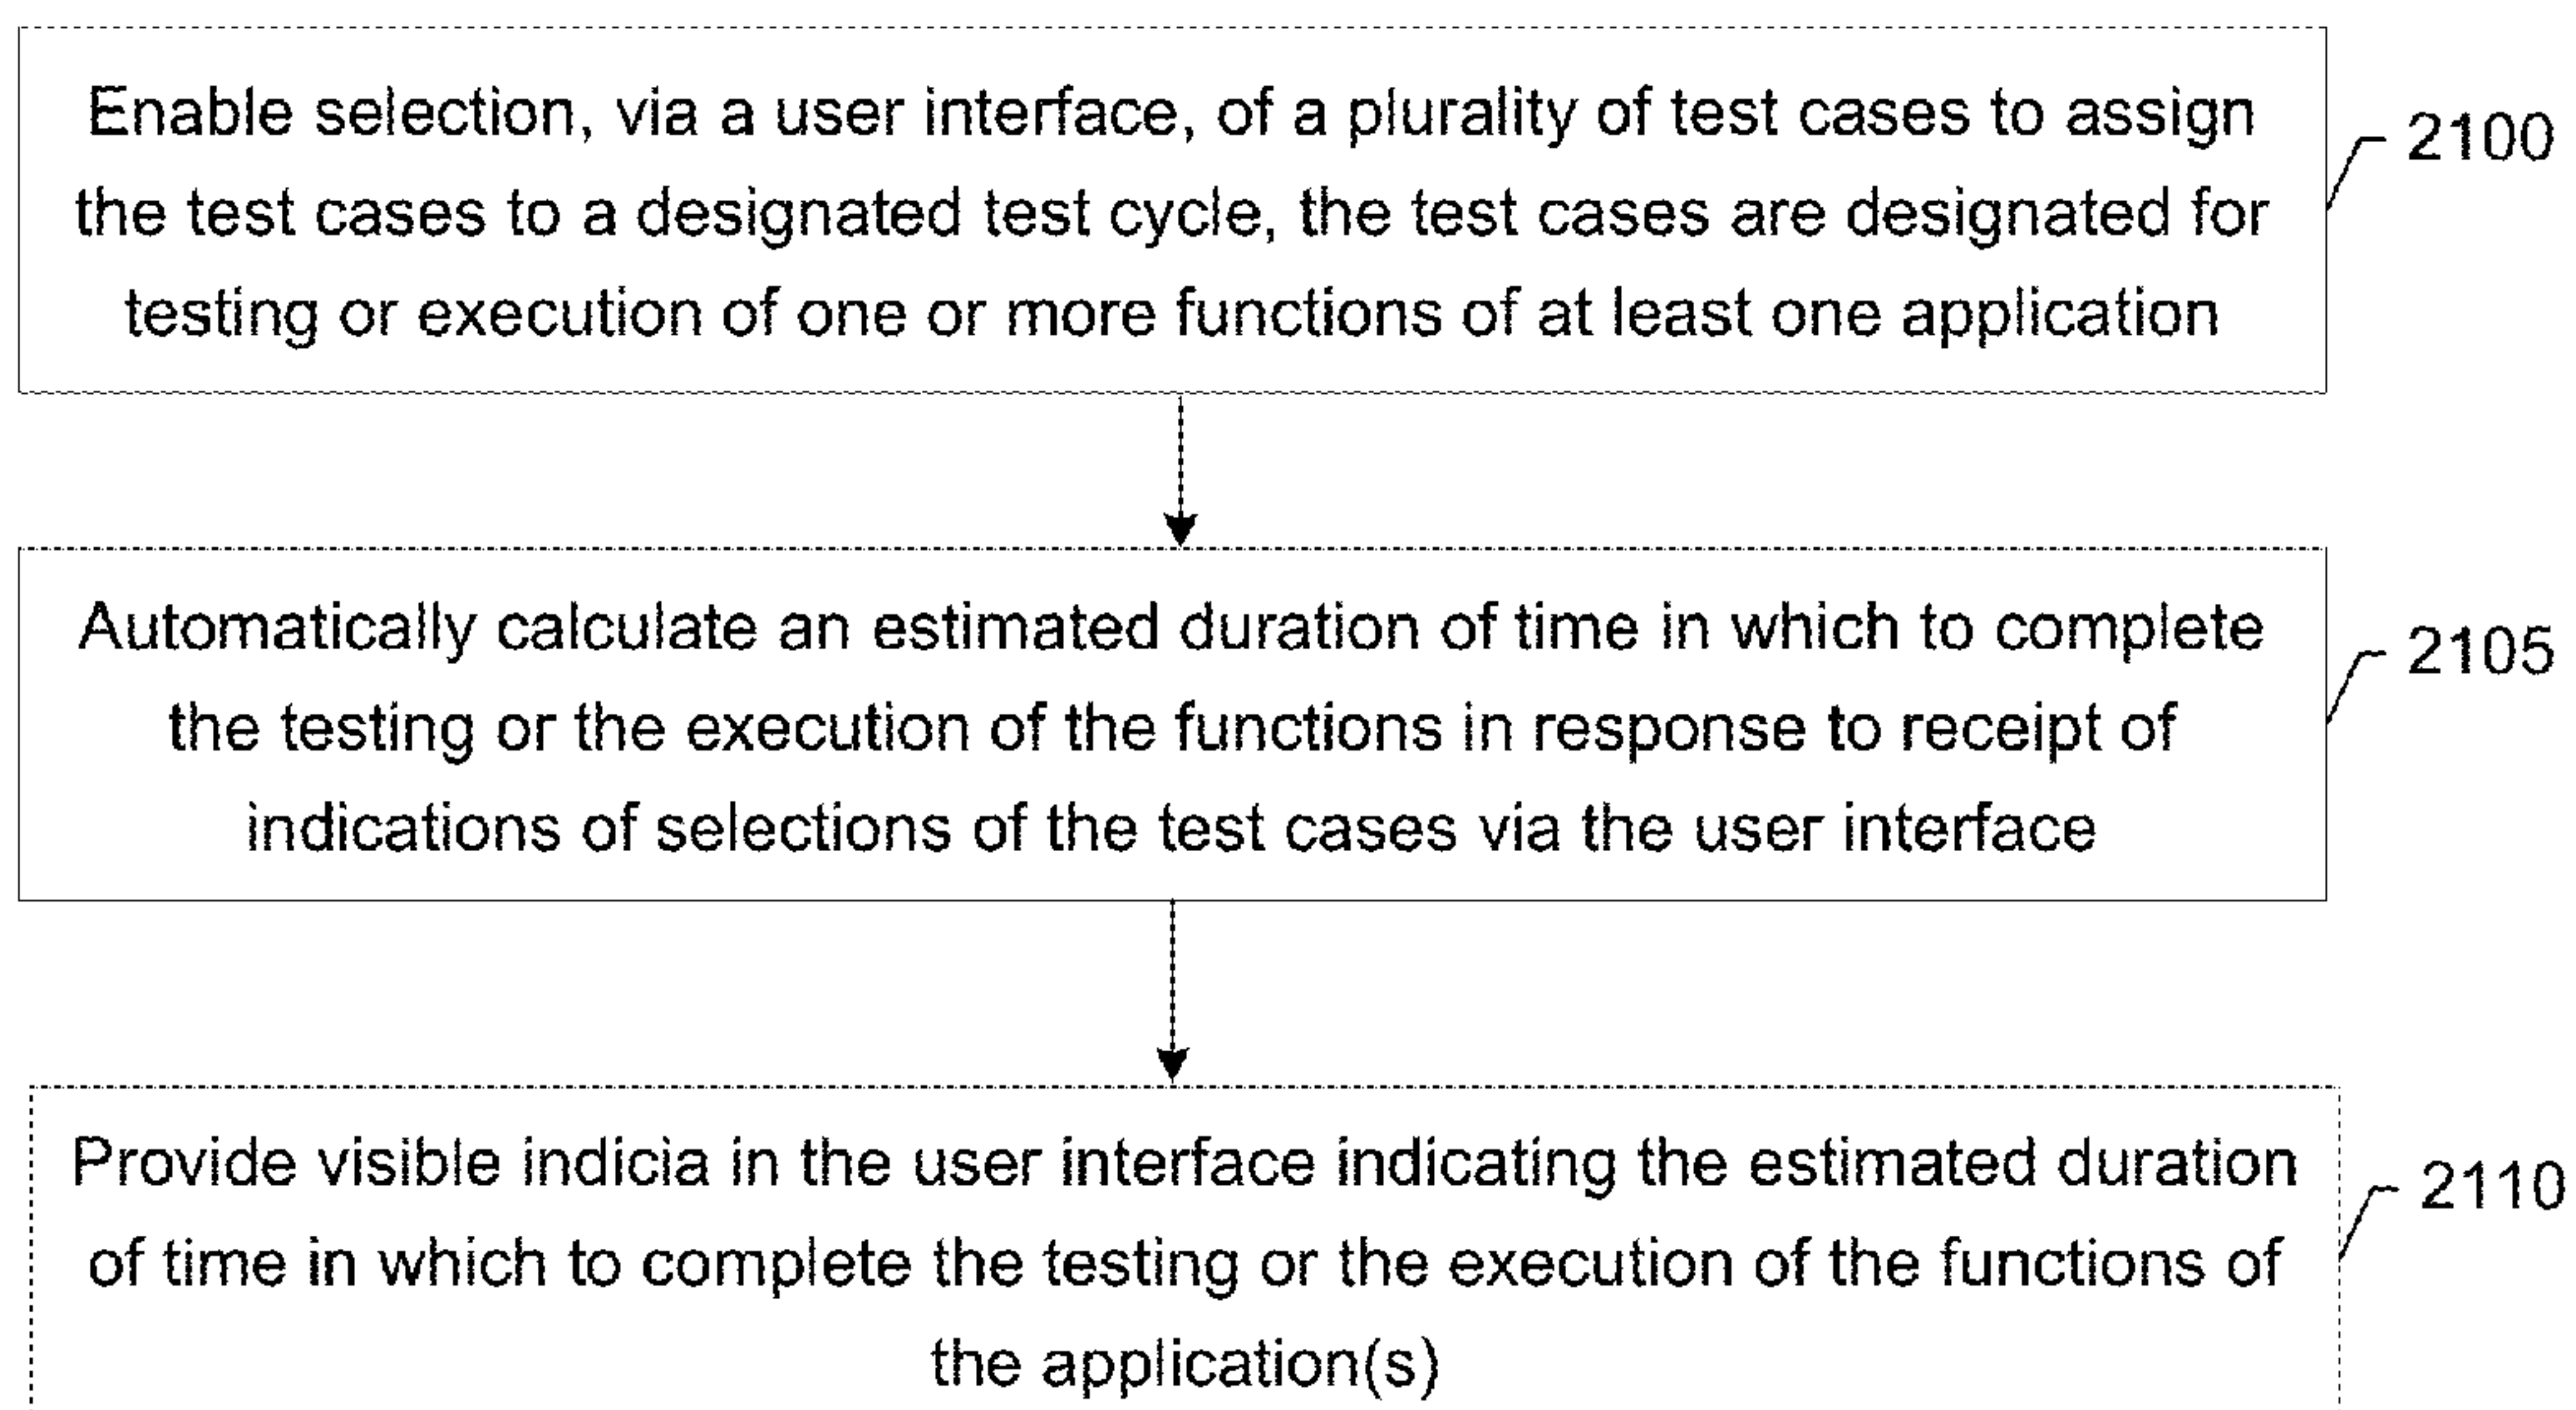 Enable selection, via a user interface, of a plurality of test cases to assign
the test cases to a designated test cycle, the test cases are designated for
testing or execution of one or more functions of at least one application
2100
Automatically calculate an estimated duration of time in which to complete
the testing or the execution of the functions in response to receipt of
indications of selections of the test cases via the user interface
2105
Provide visible indicia in the user interface indicating the estimated duration
of time in which to complete the testing or the execution of the functions of
the application(s)
2110